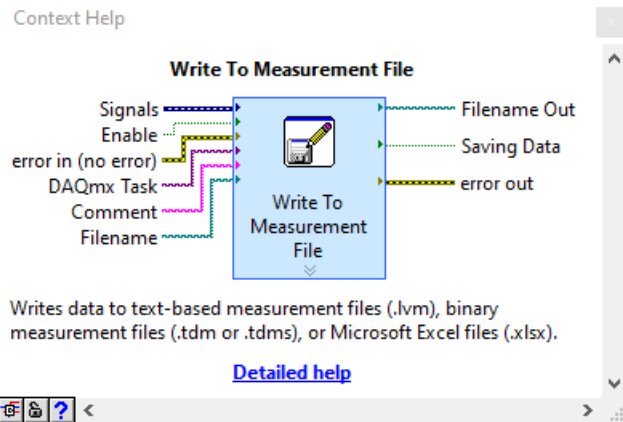 Context Help
Write To Measurement File
Signals
Enable
error in (no error)
DAQmx Task
Comment
Filename
Write To
Measurement
File
Filename Out
Saving Data
error out
Writes data to text-based measurement files (.lvm), binary
measurement files (.tdm or .tdms), or Microsoft Excel files (.xlsx).
Detailed help
?